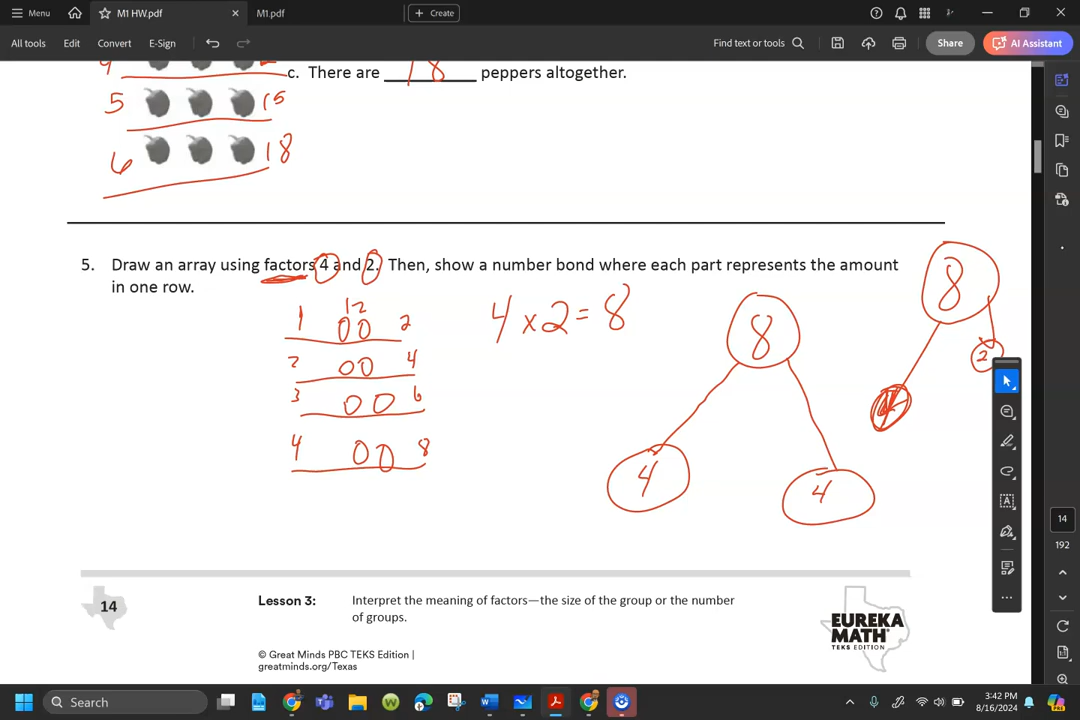 Menu
M1 HW.pdf
M1.pdf
Create
All tools
Edit
Convert
E-Sign
Find text or tools
Share
AI Assistant
c. There are 18 peppers altogether.
5 15
6 18
5. Draw an array using factors 4 and 2. Then, show a number bond where each part represents the amount
in one row.
1 2
1 2
2 4
3 6
4 8
4 x 2 = 8
8
4 4
8
2
14
192
14
Lesson 3: Interpret the meaning of factors—the size of the group or the number
of groups.
EUREKA
MATH
TEKS EDITION
© Great Minds PBC TEKS Edition |
greatminds.org/Texas
Search
3:42 PM
8/16/2024